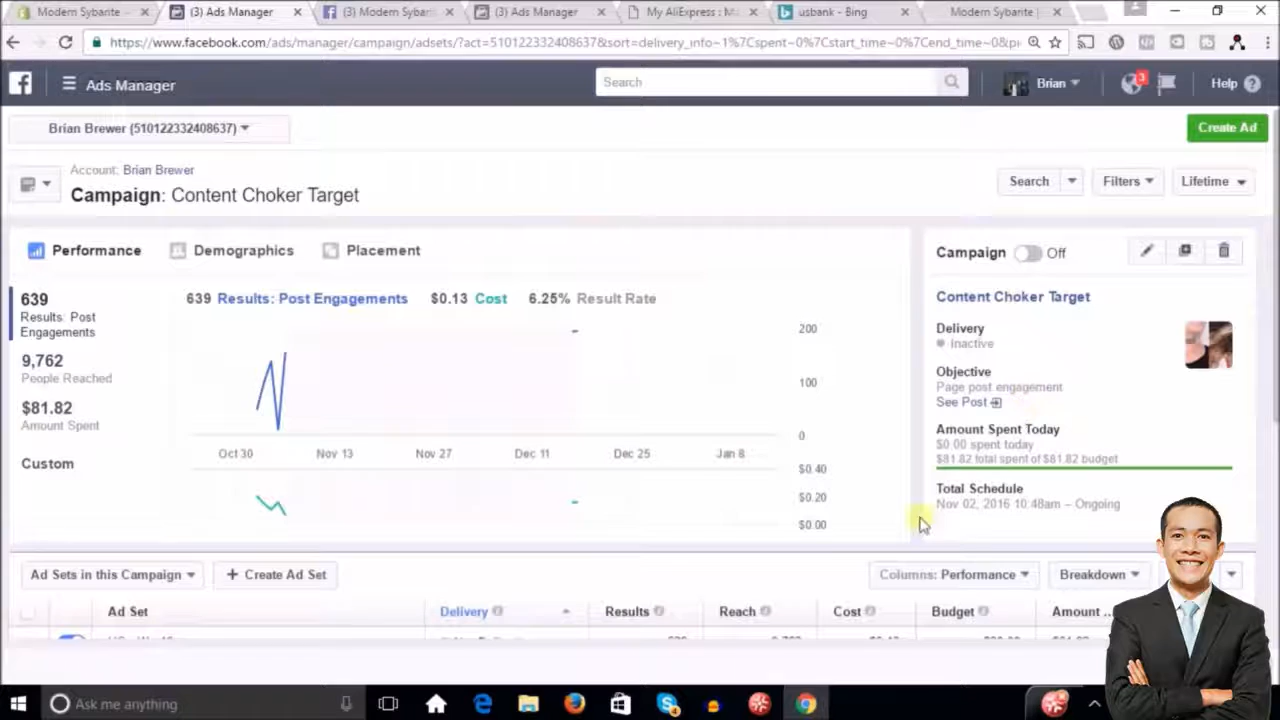 Modern Sybarite
(3) Ads Manager
(3) Modern Sybar
(3) Ads Manager
My AliExpress : M
usbank - Bing
Modern Sybarite |
https://www.facebook.com/ads/manager/campaign/adsets/?act=510122332408637&sort=delivery_info~1%7Cspent~0%7Cstart_time~0%7Cend_time~0&pi
Ads Manager
Search
Brian
3
Help
Brian Brewer (510122332408637)
Create Ad
Account: Brian Brewer
Campaign: Content Choker Target
Search
Filters
Lifetime
Performance
Demographics
Placement
Campaign
Off
639
Results: Post
Engagements
9,762
People Reached
$81.82
Amount Spent
Custom
639 Results: Post Engagements
$0.13 Cost
6.25% Result Rate
200
100
0
Oct 30
Nov 13
Nov 27
Dec 11
Dec 25
Jan 8
$0.40
$0.20
$0.00
Content Choker Target
Delivery
Inactive
Objective
Page post engagement
See Post
Amount Spent Today
$0.00 spent today
$81.82 total spent of $81.82 budget
Total Schedule
Nov 02, 2016 10:48am – Ongoing
Ad Sets in this Campaign
+ Create Ad Set
Columns: Performance
Breakdown
Ad Set
Delivery
Results
Reach
Cost
Budget
Amount ...
Ask me anything